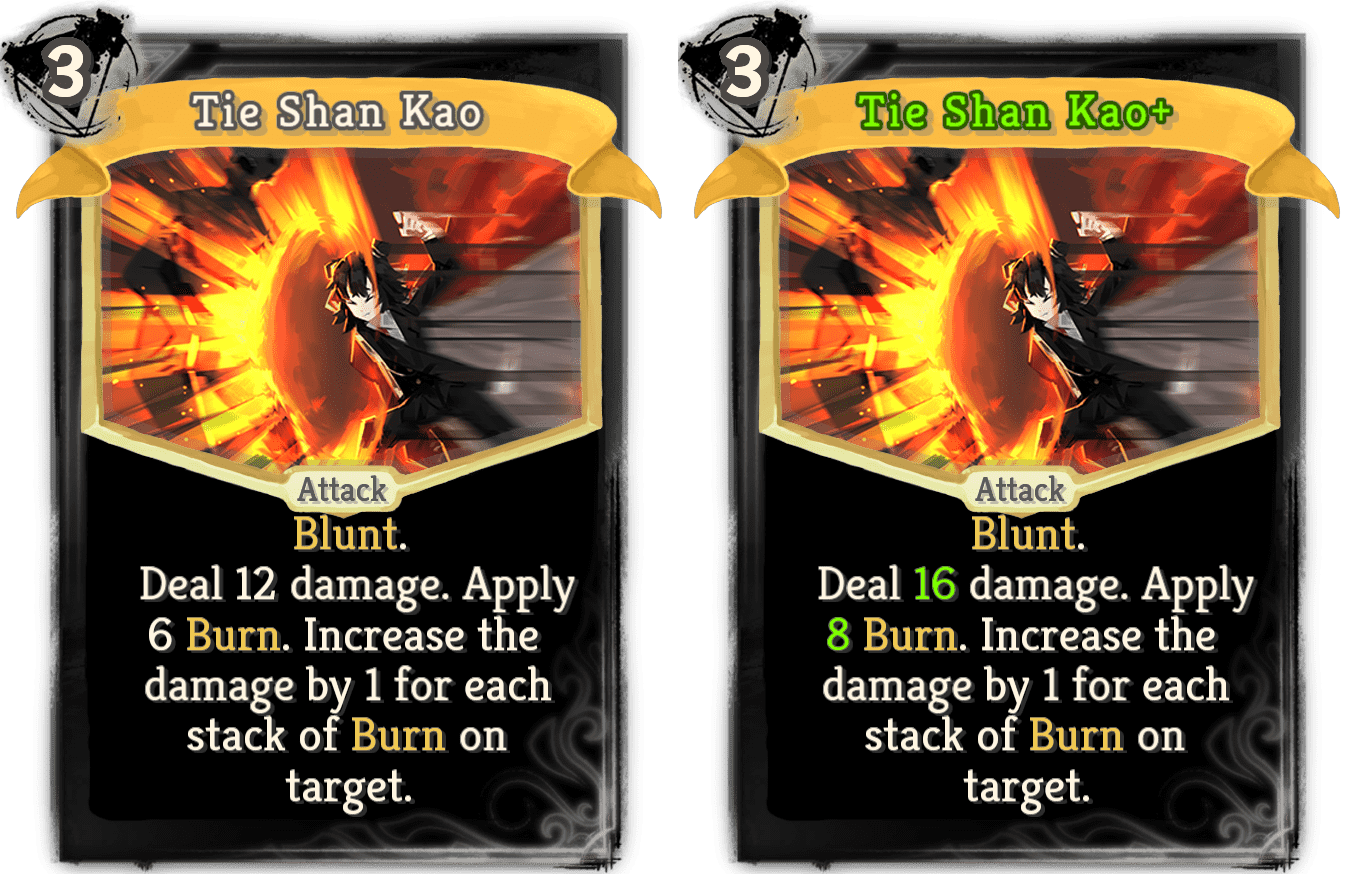 3
Tie Shan Kao
Attack
Blunt.
Deal 12 damage. Apply
6 Burn. Increase the
damage by 1 for each
stack of Burn on
target.
3
Tie Shan Kao+
Attack
Blunt.
Deal 16 damage. Apply
8 Burn. Increase the
damage by 1 for each
stack of Burn on
target.